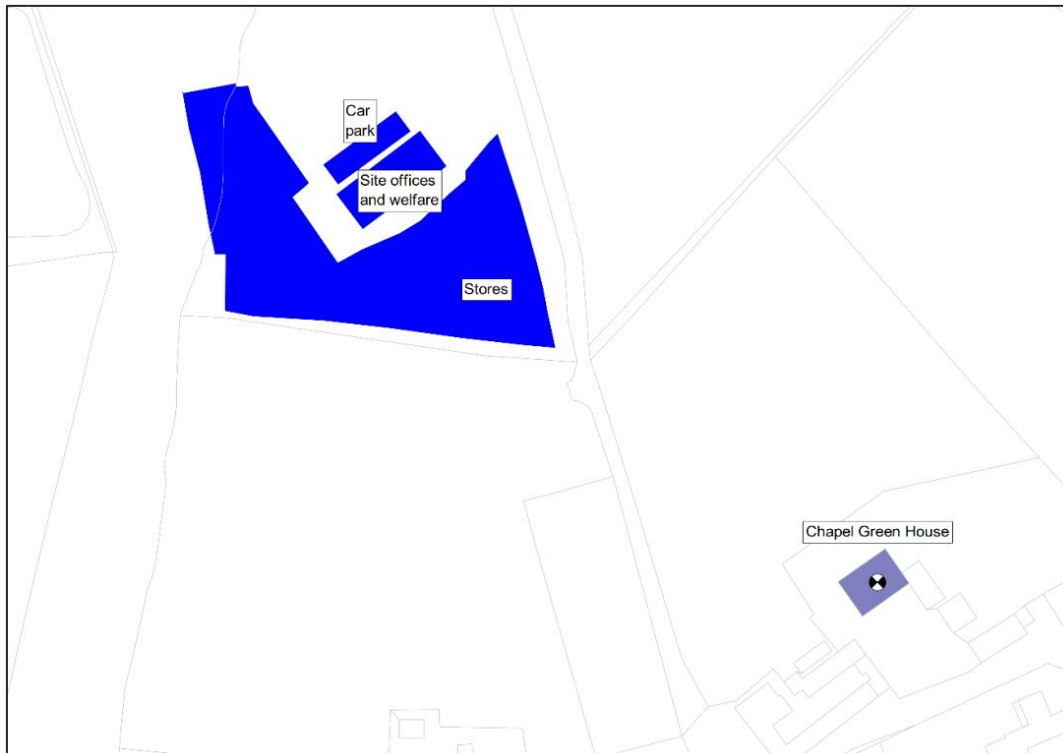 Car
park
Site offices
and welfare
Stores
Chapel Green House